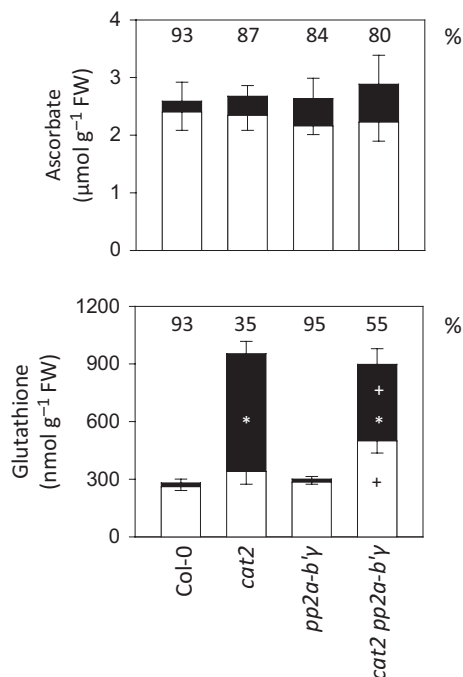 93 87 84 80 %
Ascorbate
(µmol g⁻¹ FW)
4
3
2
1
0
93 35 95 55 %
Glutathione
(nmol g⁻¹ FW)
1200
900
600
300
0
+
*
*
+
Col-0
cat2
pp2a-b'γ
cat2 pp2a-b'γ